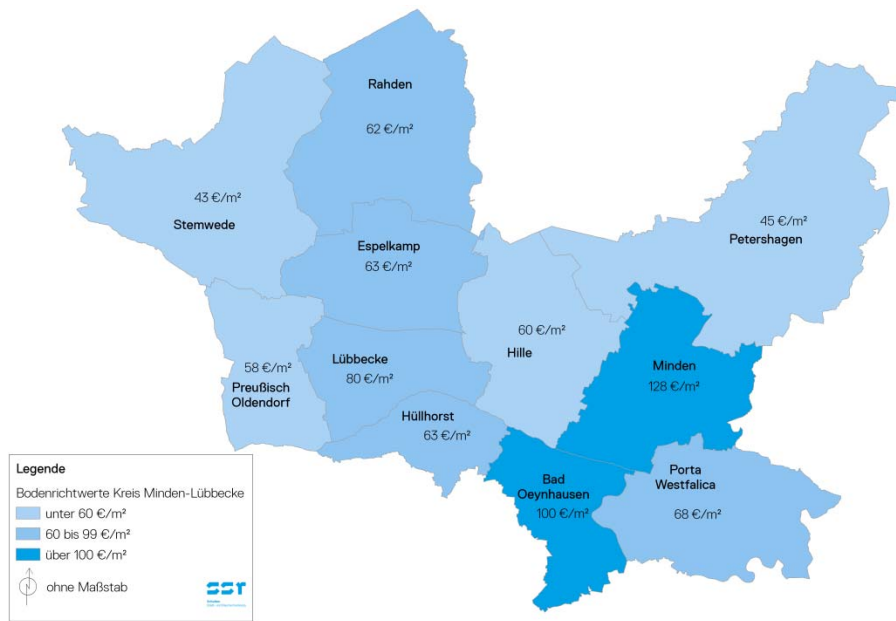 Rahden
62 €/m²
43 €/m²
Stemwede
45 €/m²
Petershagen
Espelkamp
63 €/m²
60 €/m²
Hille
58 €/m²
Preußisch
Oldendorf
Lübbecke
80 €/m²
Minden
128 €/m²
Hüllhorst
63 €/m²
Bad
Oeynhausen
100 €/m²
Porta
Westfalica
68 €/m²
Legende
Bodenrichtwerte Kreis Minden-Lübbecke
unter 60 €/m²
60 bis 99 €/m²
über 100 €/m²
N
ohne Maßstab
ssr